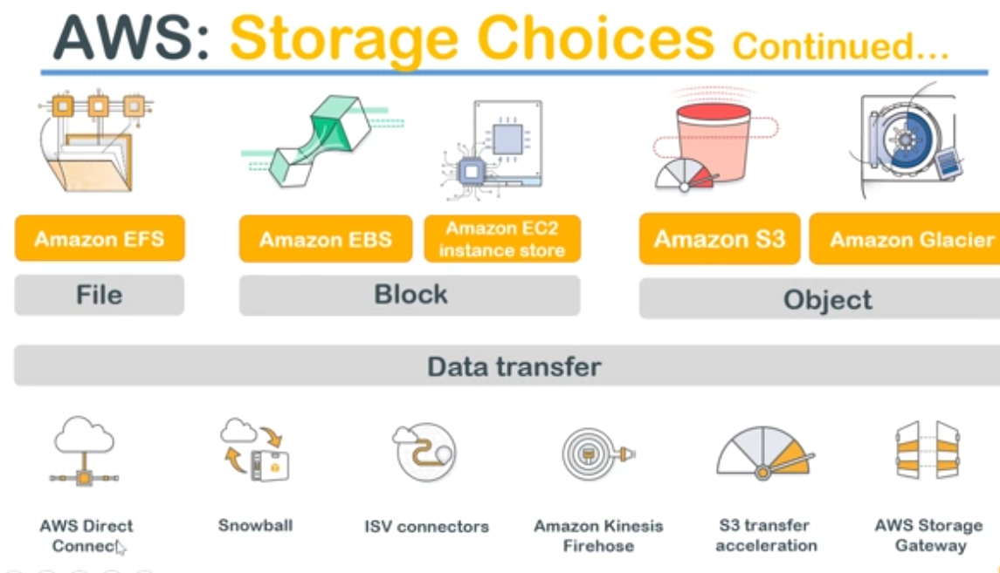 AWS: Storage Choices Continued...
Amazon EFS
Amazon EBS
Amazon EC2
instance store
Amazon S3
Amazon Glacier
File
Block
Object
Data transfer
AWS Direct
Connect
Snowball
ISV connectors
Amazon Kinesis
Firehose
S3 transfer
acceleration
AWS Storage
Gateway